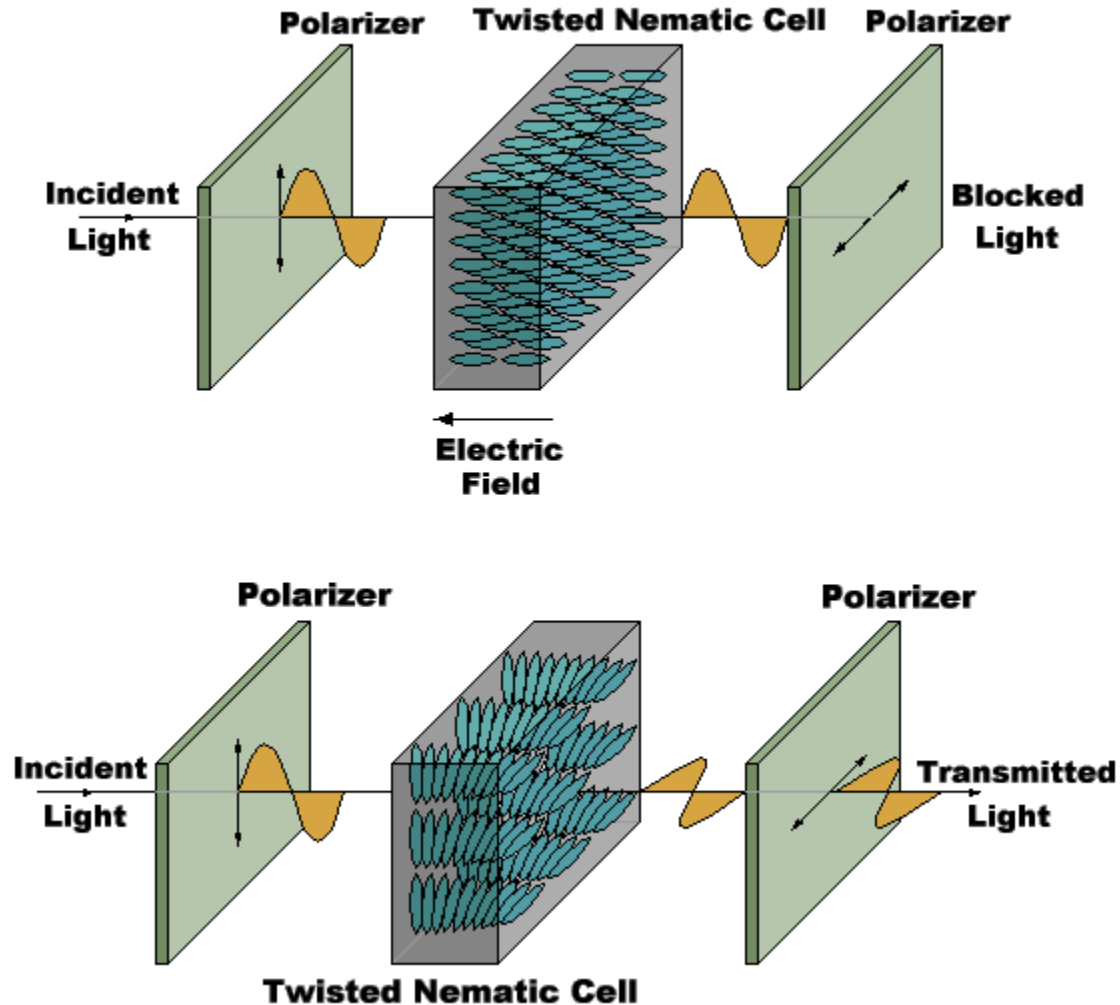 Polarizer
Twisted Nematic Cell
Polarizer
Incident
Light
Blocked
Light
Electric
Field
Polarizer
Polarizer
Incident
Light
Transmitted
Light
Twisted Nematic Cell